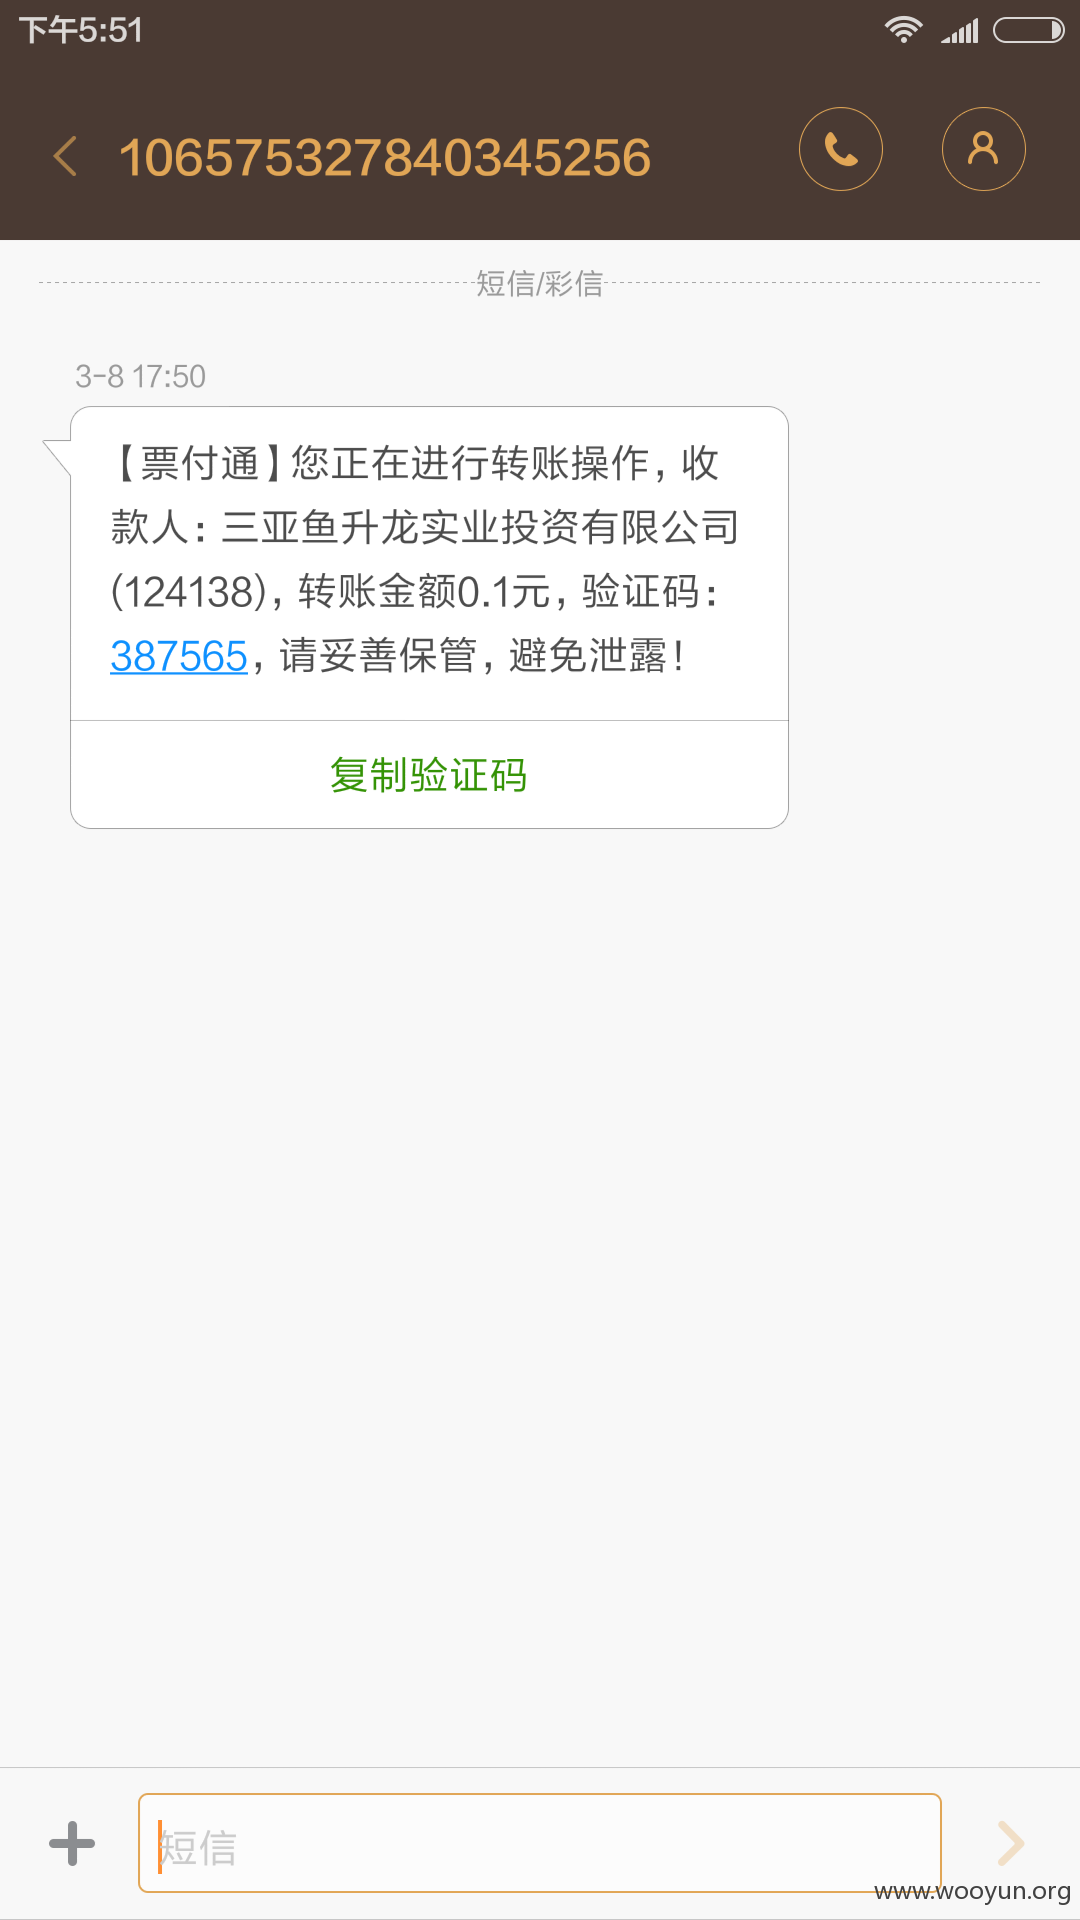 下午5:51
106575327840345256
短信/彩信
3-8 17:50
【票付通】您正在进行转账操作，收
款人：三亚鱼升龙实业投资有限公司
(124138)，转账金额0.1元，验证码：
387565，请妥善保管，避免泄露！
复制验证码
短信
www.wooyun.org